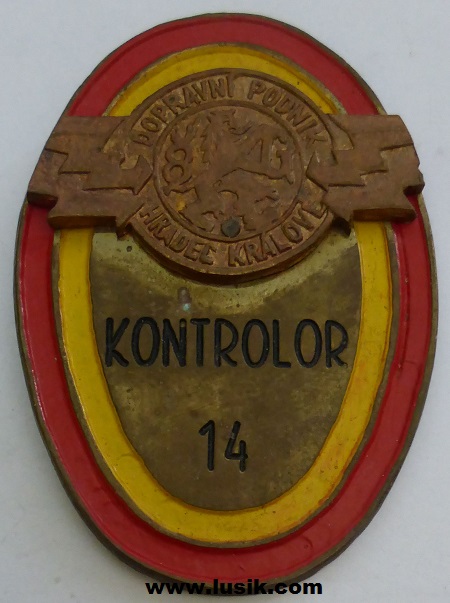 DOPRAVNÍ PODNIK
HRADEC KRÁLOVÉ
KONTROLOR
14
www.lusik.com